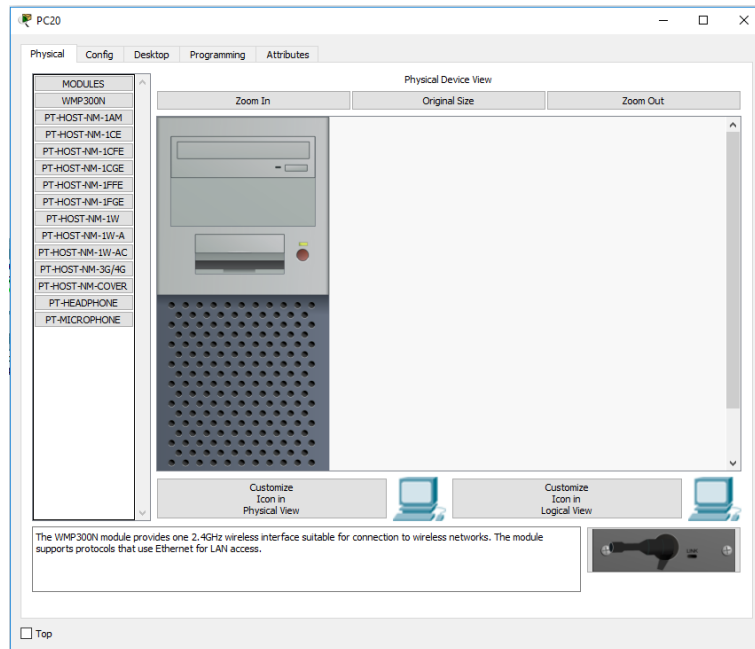 PC20
Physical Config Desktop Programming Attributes
MODULES
WMP300N
PT-HOST-NM-1AM
PT-HOST-NM-1CE
PT-HOST-NM-1CFE
PT-HOST-NM-1CGE
PT-HOST-NM-1FFE
PT-HOST-NM-1FGE
PT-HOST-NM-1W
PT-HOST-NM-1W-A
PT-HOST-NM-1W-AC
PT-HOST-NM-3G/4G
PT-HOST-NM-COVER
PT-HEADPHONE
PT-MICROPHONE
Physical Device View
Zoom In Original Size Zoom Out
Customize
Icon in
Physical View
Customize
Icon in
Logical View
The WMP300N module provides one 2.4GHz wireless interface suitable for connection to wireless networks. The module
supports protocols that use Ethernet for LAN access.
LINK
Top